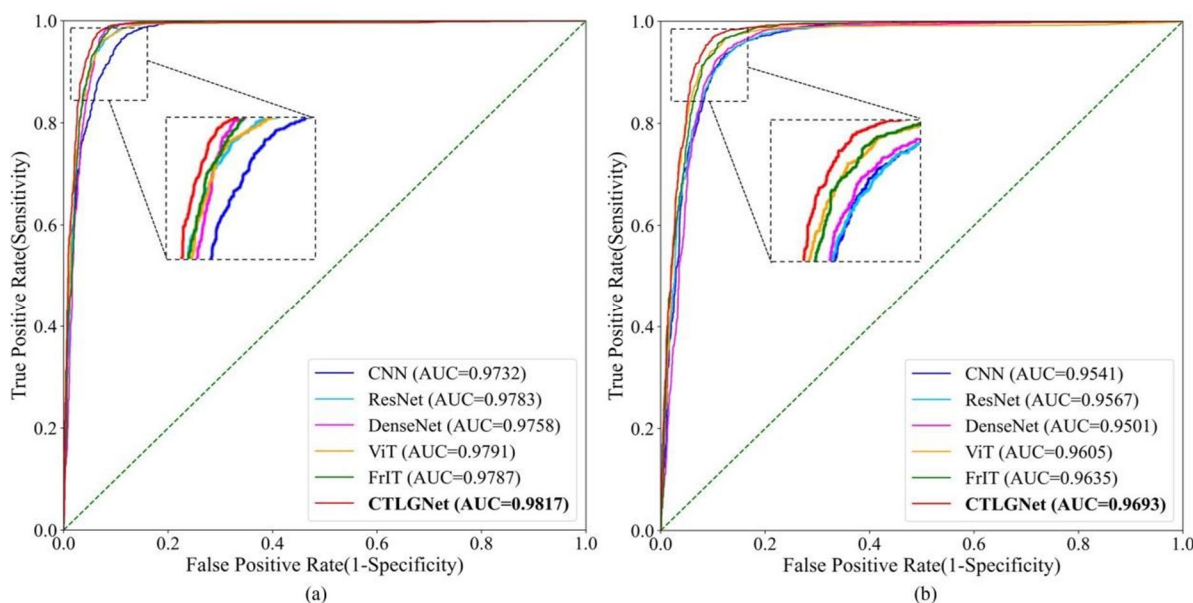 1.0
0.8
0.6
0.4
0.2
0.0
True Positive Rate(Sensitivity)
CNN (AUC=0.9732)
ResNet (AUC=0.9783)
DenseNet (AUC=0.9758)
ViT (AUC=0.9791)
FrIT (AUC=0.9787)
CTLGNet (AUC=0.9817)
0.0 0.2 0.4 0.6 0.8 1.0
False Positive Rate(1-Specificity)
(a)
1.0
0.8
0.6
0.4
0.2
0.0
True Positive Rate(Sensitivity)
CNN (AUC=0.9541)
ResNet (AUC=0.9567)
DenseNet (AUC=0.9501)
ViT (AUC=0.9605)
FrIT (AUC=0.9635)
CTLGNet (AUC=0.9693)
0.0 0.2 0.4 0.6 0.8 1.0
False Positive Rate(1-Specificity)
(b)